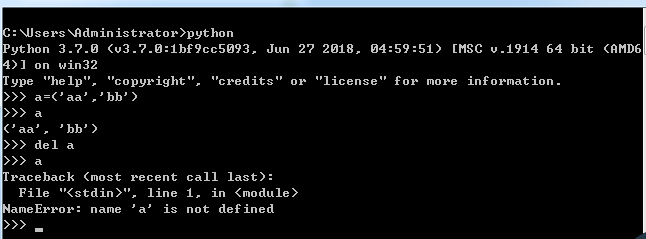 C:\Users\Administrator>python
Python 3.7.0 (v3.7.0:1bf9cc5093, Jun 27 2018, 04:59:51) [MSC v.1914 64 bit (AMD6
4)] on win32
Type "help", "copyright", "credits" or "license" for more information.
>>> a=('aa','bb')
>>> a
('aa', 'bb')
>>> del a
>>> a
Traceback (most recent call last):
  File "<stdin>", line 1, in <module>
NameError: name 'a' is not defined
>>> _